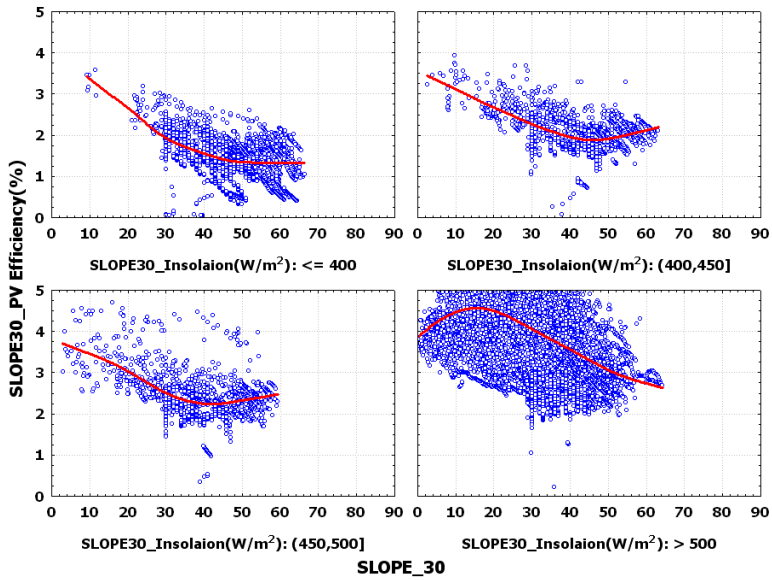 5
4
3
2
1
0
0 10 20 30 40 50 60 70 80 90
SLOPE30_Insolaion(W/m²): <= 400
0 10 20 30 40 50 60 70 80 90
SLOPE30_Insolaion(W/m²): (400,450]
SLOPE30_PV Efficiency(%)
5
4
3
2
1
0
0 10 20 30 40 50 60 70 80 90
SLOPE30_Insolaion(W/m²): (450,500]
0 10 20 30 40 50 60 70 80 90
SLOPE30_Insolaion(W/m²): > 500
SLOPE_30